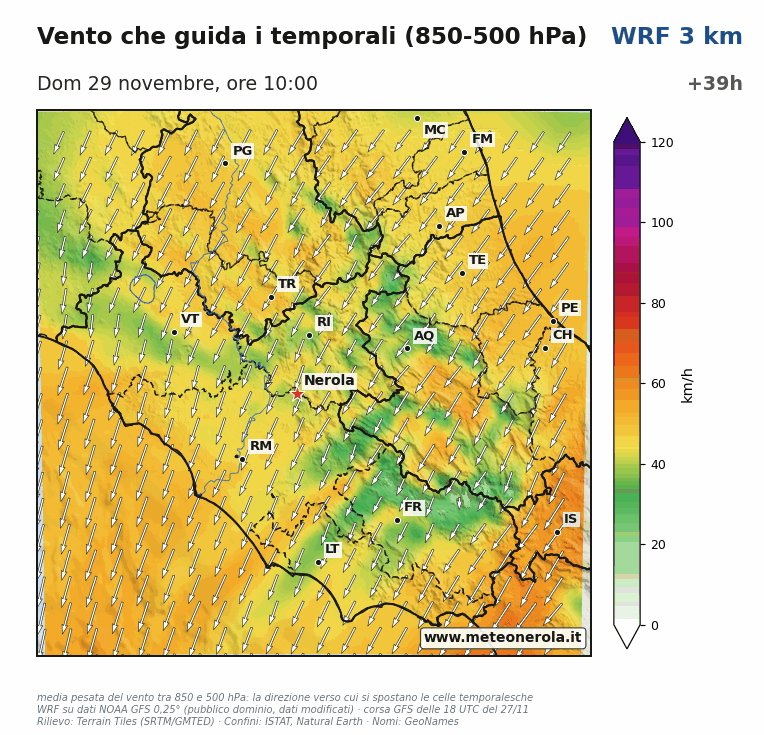 Vento che guida i temporali (850-500 hPa) WRF 3 km
Dom 29 novembre, ore 10:00 +39h
MC
FM
PG
AP
TE
TR
PE
VT
RI
CH
AQ
Nerola
RM
FR
IS
LT
www.meteonerola.it
120
100
80
60
40
20
0
km/h
media pesata del vento tra 850 e 500 hPa: la direzione verso cui si spostano le celle temporalesche
WRF su dati NOAA GFS 0,25° (pubblico dominio, dati modificati) · corsa GFS delle 18 UTC del 27/11
Rilievo: Terrain Tiles (SRTM/GMTED) · Confini: ISTAT, Natural Earth · Nomi: GeoNames